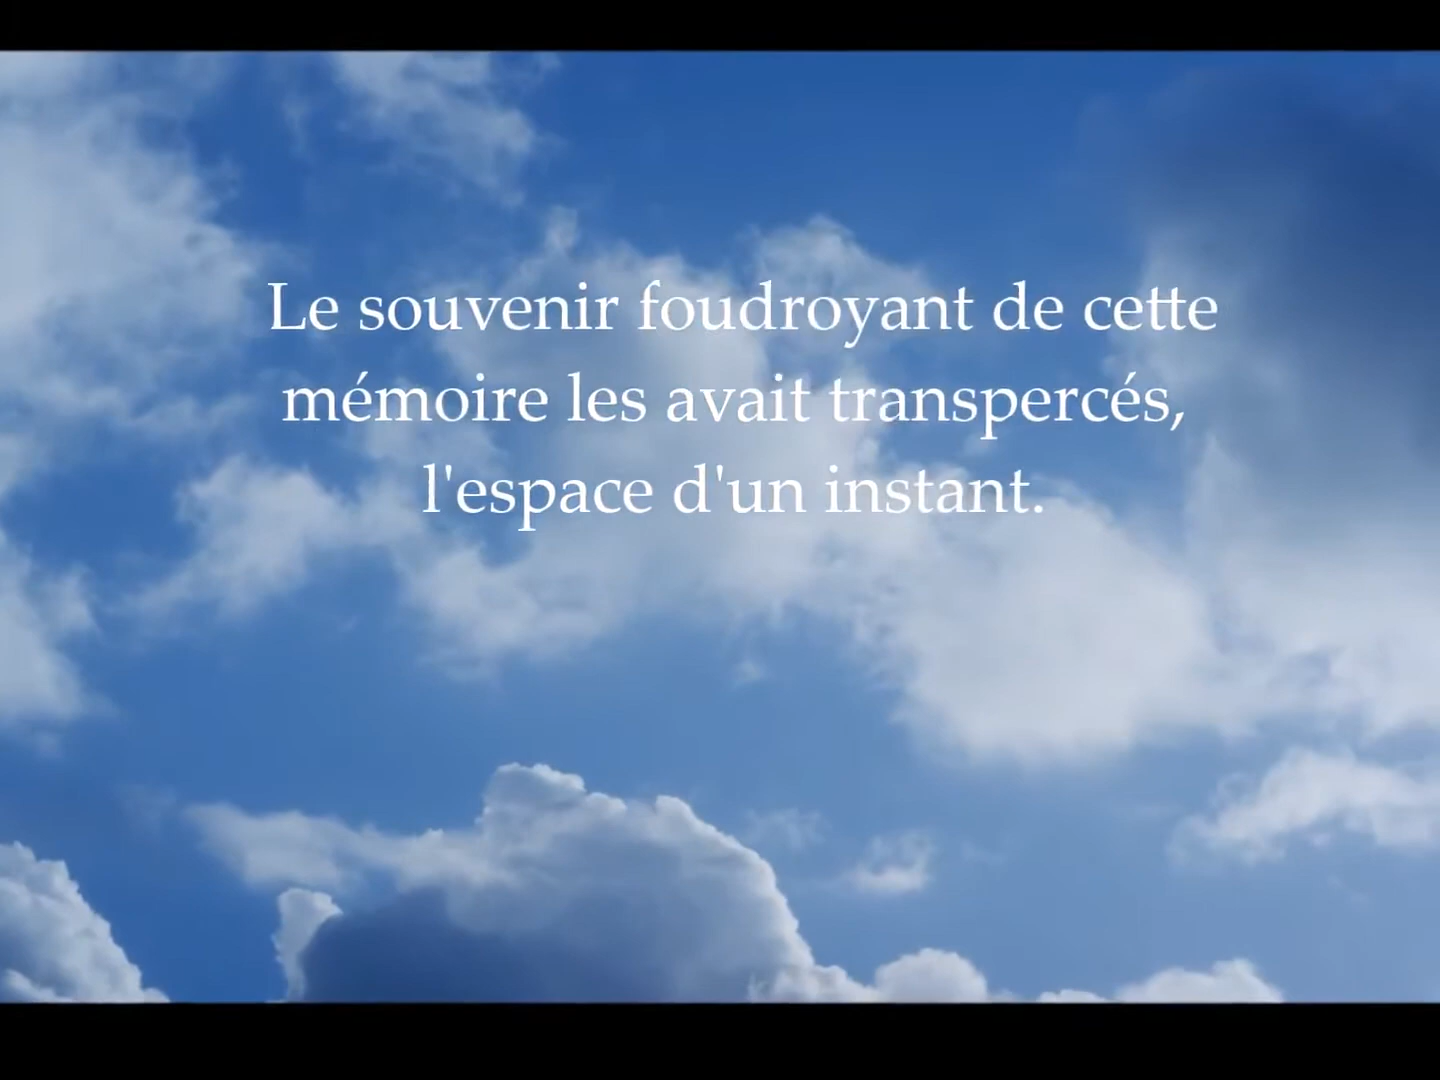 Le souvenir foudroyant de cette
mémoire les avait transpercés,
l'espace d'un instant.